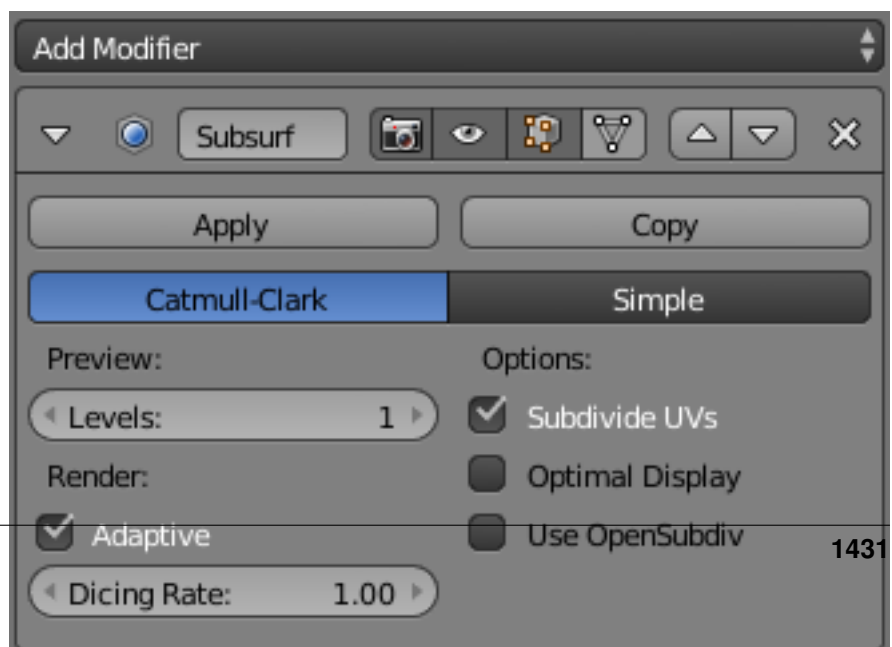 Add Modifier
Subsurf
Apply Copy
Catmull-Clark Simple
Preview: Options:
Levels: 1 Subdivide UVs
Render: Optimal Display
Adaptive Use OpenSubdiv
1431
Dicing Rate: 1.00